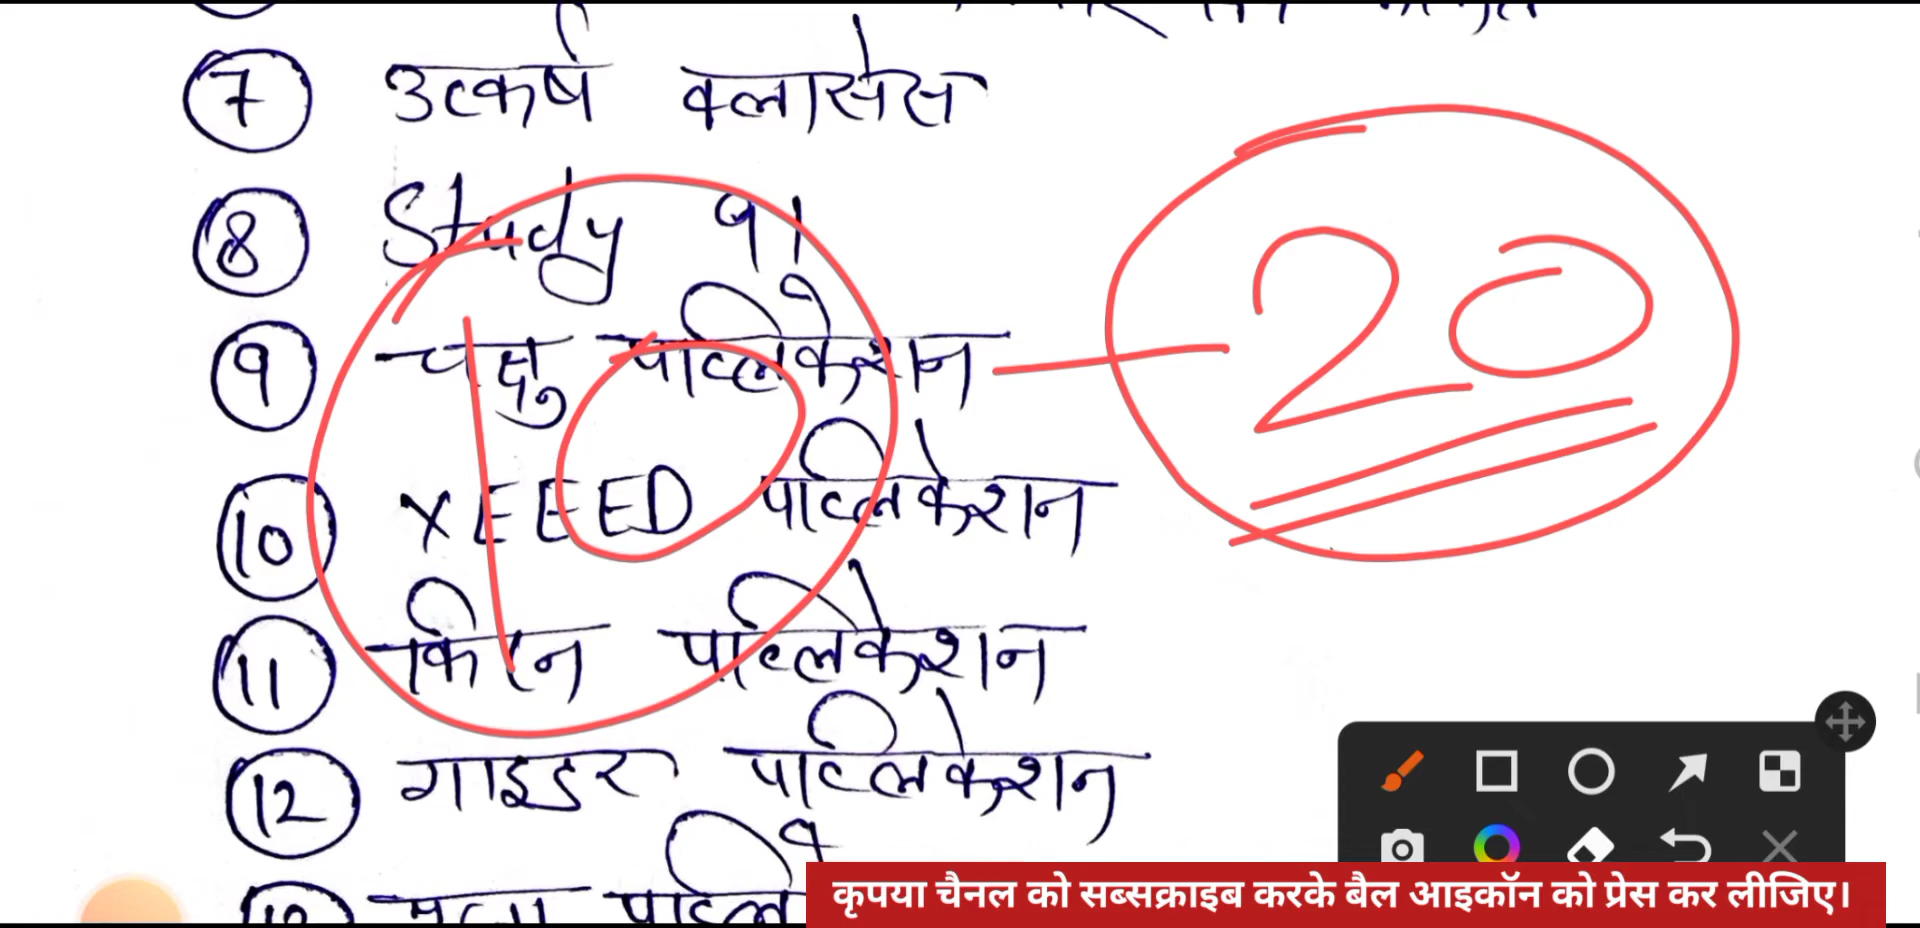 7 उत्कर्ष क्लासेस
8 Study 91
9 चक्षु पब्लिकेशन
20
10
10 XEEED पब्लिकेशन
11 किरन पब्लिकेशन
12 गाइडर पब्लिकेशन
कृपया चैनल को सब्सक्राइब करके बैल आइकॉन को प्रेस कर लीजिए।